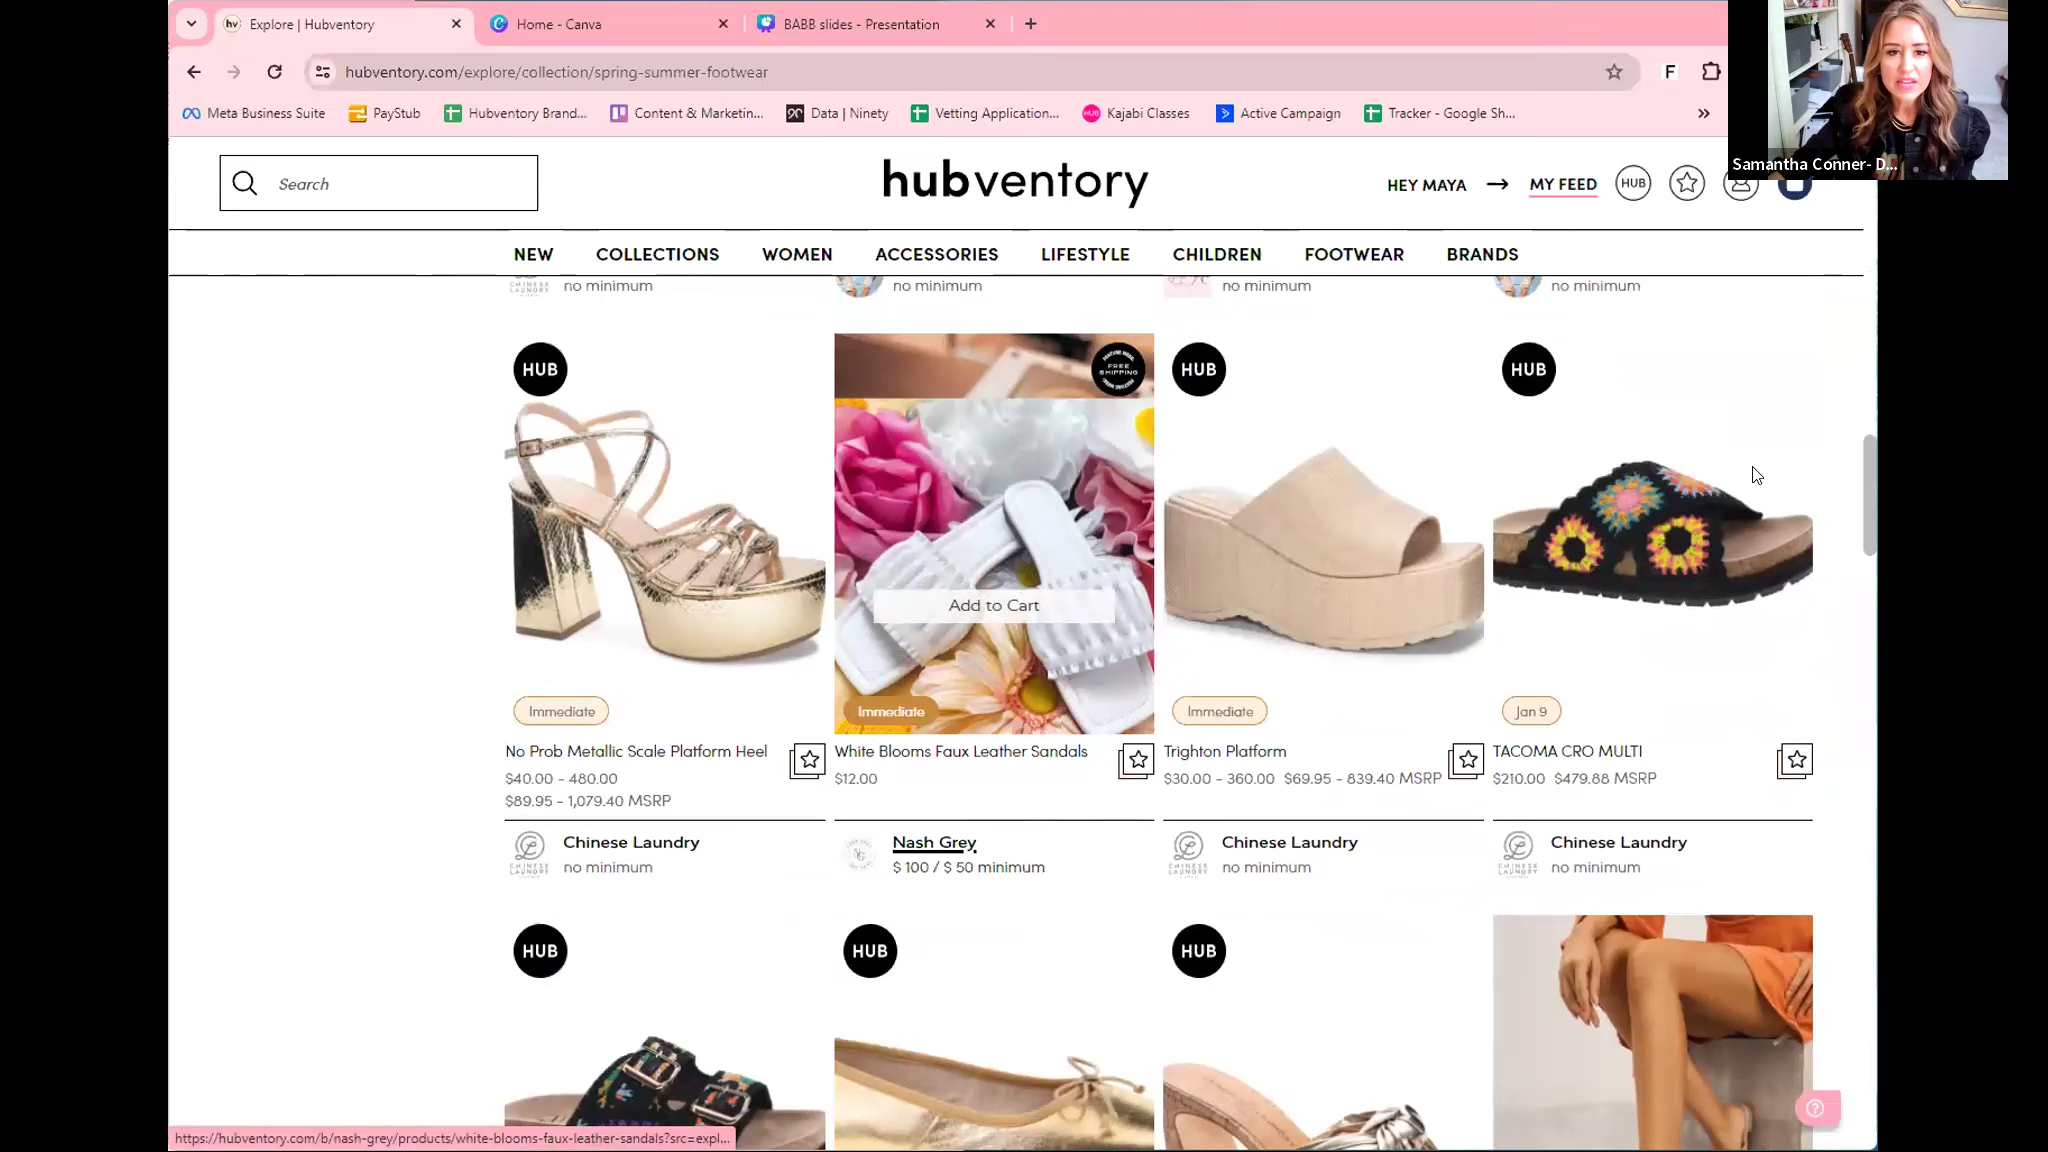 Explore | Hubventory
Home - Canva
BABB slides - Presentation
hubventory.com/explore/collection/spring-summer-footwear
F
Meta Business Suite
PayStub
Hubventory Brand...
Content & Marketin...
Data | Ninety
Vetting Application...
Kajabi Classes
Active Campaign
Tracker - Google Sh...
Samantha Conner- D...
Search
hubventory
HEY MAYA
MY FEED
HUB
NEW
COLLECTIONS
WOMEN
ACCESSORIES
LIFESTYLE
CHILDREN
FOOTWEAR
BRANDS
no minimum
no minimum
no minimum
no minimum
HUB
FREE
SHIPPING
HUB
HUB
Add to Cart
Immediate
Immediate
Immediate
Jan 9
No Prob Metallic Scale Platform Heel
$40.00 - 480.00
$89.95 - 1,079.40 MSRP
White Blooms Faux Leather Sandals
$12.00
Trighton Platform
$30.00 - 360.00 $69.95 - 839.40 MSRP
TACOMA CRO MULTI
$210.00 $479.88 MSRP
Chinese Laundry
no minimum
Nash Grey
$ 100 / $ 50 minimum
Chinese Laundry
no minimum
Chinese Laundry
no minimum
HUB
HUB
HUB
https://hubventory.com/b/nash-grey/products/white-blooms-faux-leather-sandals?src=expl...